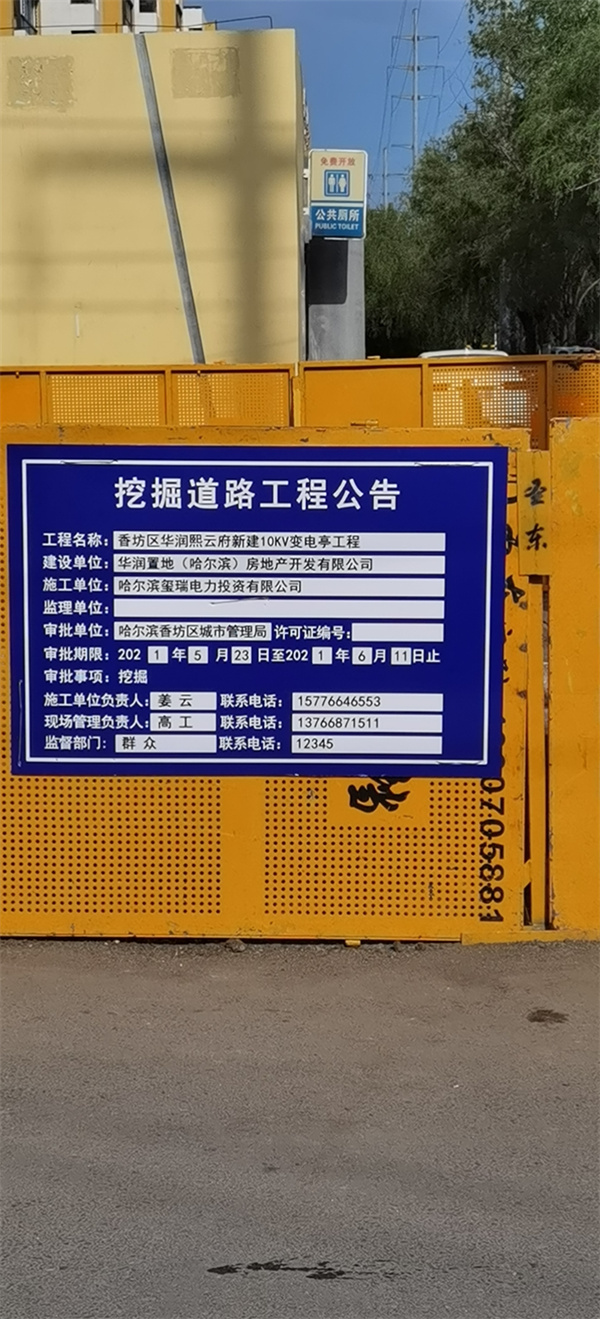 免费开放
公共厕所
PUBLIC TOILET
挖掘道路工程公告
工程名称：香坊区华润熙云府新建10KV变电亭工程
建设单位：华润置地（哈尔滨）房地产开发有限公司
施工单位：哈尔滨玺瑞电力投资有限公司
监理单位：
审批单位：哈尔滨香坊区城市管理局 许可证编号：
审批期限：2021年5月23日至2021年6月11日止
审批事项：挖掘
施工单位负责人：姜云 联系电话：15776646553
现场管理负责人：高工 联系电话：13766871511
监督部门：群众 联系电话：12345
圣
东
0705881